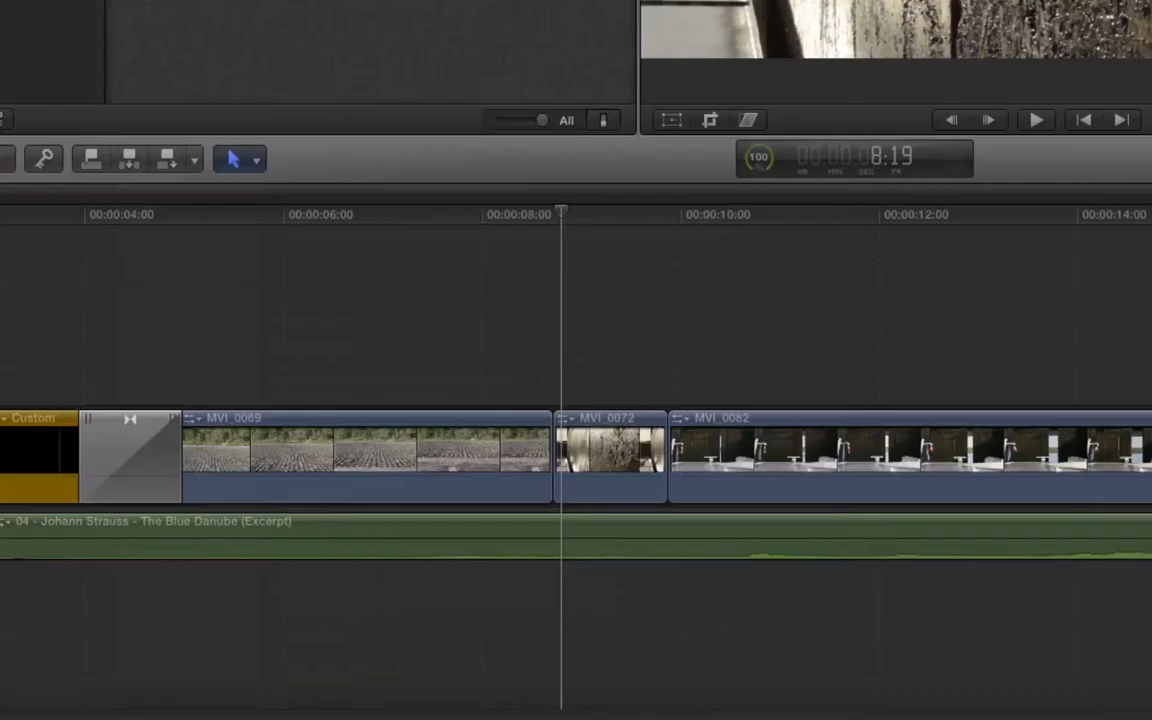 All
100
00:00:08:19
HR MIN SEC FR
00:00:04:00 00:00:06:00 00:00:08:00 00:00:10:00 00:00:12:00 00:00:14:00
Custom MVI_0069 MVI_0072 MVI_0082
04 - Johann Strauss - The Blue Danube (Excerpt)